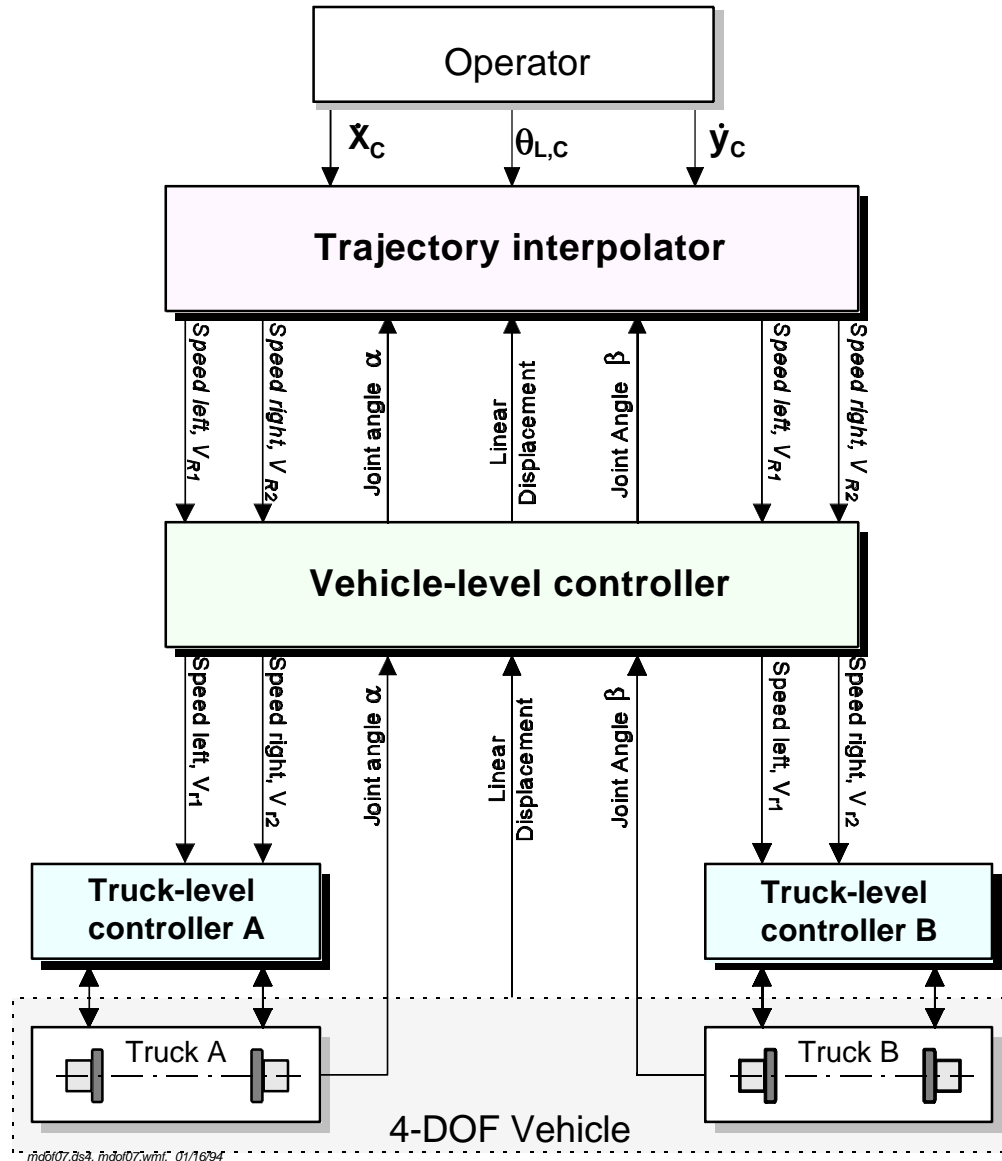 Operator
ẊC
θL,C
ẏC
Trajectory interpolator
Speed left, VR1
Speed right, VR2
Joint angle α
Linear
Displacement
Joint Angle β
Speed left, VR1
Speed right, VR2
Vehicle-level controller
Speed left, Vr1
Speed right, Vr2
Joint angle α
Linear
Displacement
Joint Angle β
Speed left, Vr1
Speed right, Vr2
Truck-level
controller A
Truck-level
controller B
Truck A
Truck B
4-DOF Vehicle
mdof07.ds4, mdof07.wmf, 01/16/94